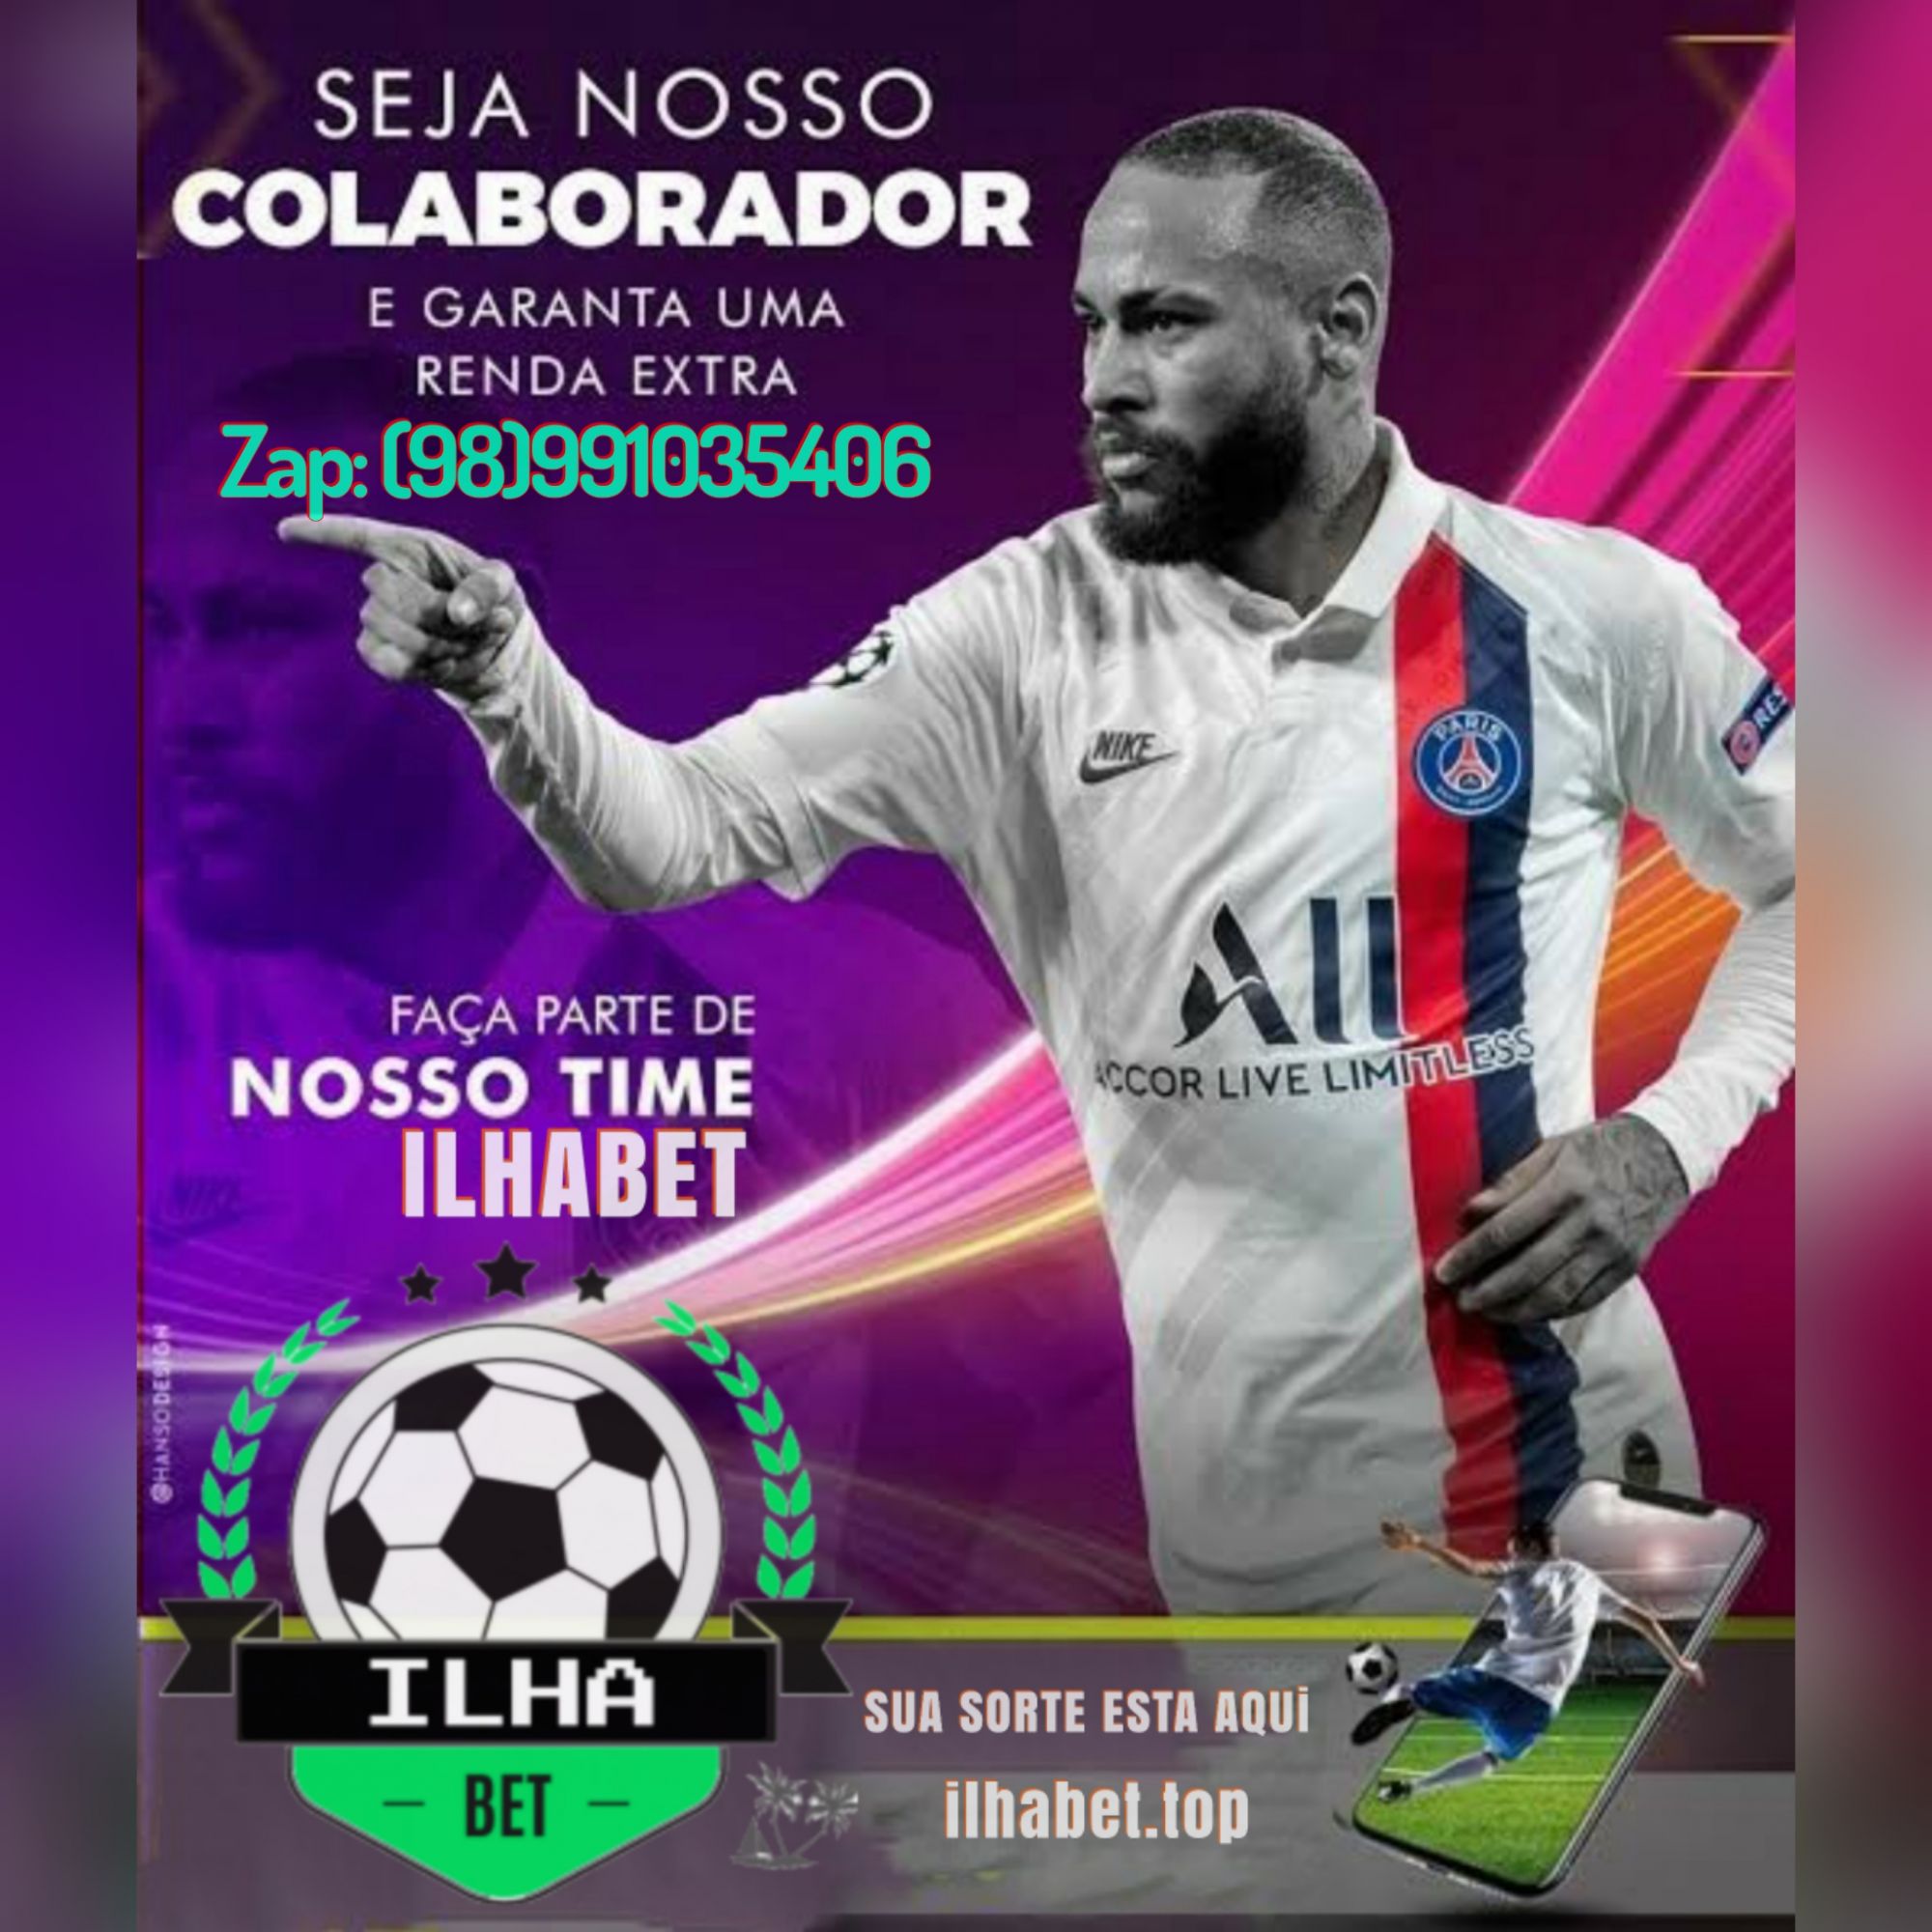 SEJA NOSSO
COLABORADOR
E GARANTA UMA
RENDA EXTRA
Zap: (98)991035406
NIKE
PARIS
RES
ALL
ACCOR LIVE LIMITLESS
FAÇA PARTE DE
NOSSO TIME
ILHABET
@HANSODESIGN
ILHA
BET
SUA SORTE ESTA AQUi
ilhabet.top